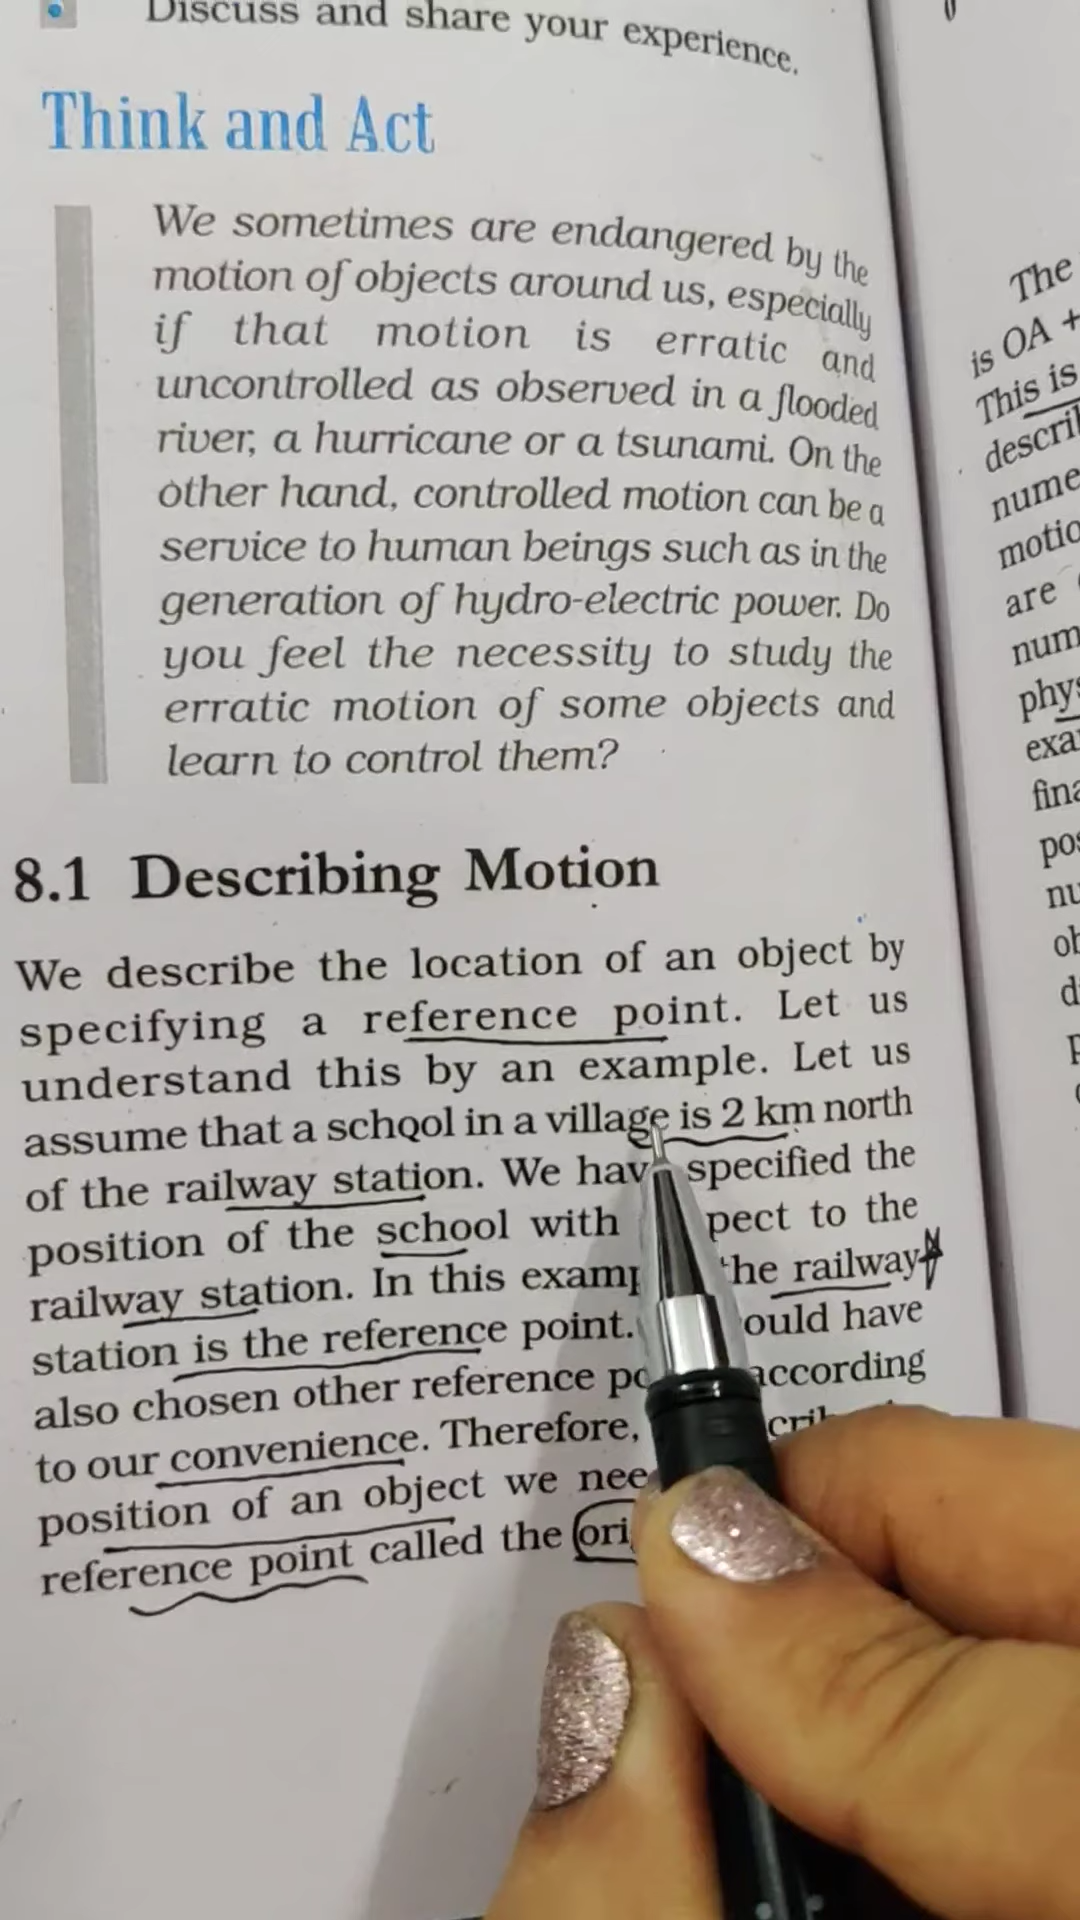 Discuss and share your experience.
Think and Act
We sometimes are endangered by the
motion of objects around us, especially
if that motion is erratic and
uncontrolled as observed in a flooded
river, a hurricane or a tsunami. On the
other hand, controlled motion can be a
service to human beings such as in the
generation of hydro-electric power. Do
you feel the necessity to study the
erratic motion of some objects and
learn to control them?
8.1 Describing Motion
We describe the location of an object by
specifying a reference point. Let us
understand this by an example. Let us
assume that a school in a village is 2 km north
of the railway station. We have specified the
position of the school with pect to the
railway station. In this examp the railway
station is the reference point. ould have
also chosen other reference po according
to our convenience. Therefore,
position of an object we nee
reference point called the ori
The
is OA +
This is
descri
nume
motio
are
num
phys
exa
fina
pos
nu
ob